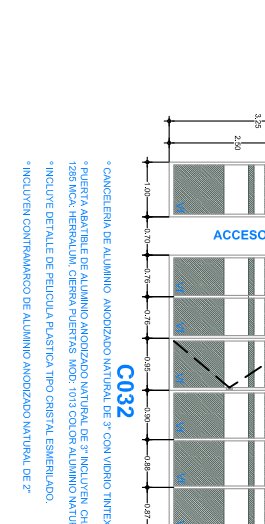 3.25
2.50
ACCESO
1.00
0.70
0.76
0.76
0.95
0.90
0.88
0.87
C032
° CANCELERIA DE ALUMINIO ANODIZADO NATURAL DE 3" CON VIDRIO TINTEX
° PUERTA ABATIBLE DE ALUMINIO ANODIZADO NATURAL DE 3" INCLUYEN CH
1285 MCA: HERRALUM, CIERRA PUERTAS MOD: 1013 COLOR ALUMINIO NATU
° INCLUYE DETALLE DE PELICULA PLASTICA TIPO CRISTAL ESMERILADO.
° INCLUYEN CONTRAMARCO DE ALUMINIO ANODIZADO NATURAL DE 2"